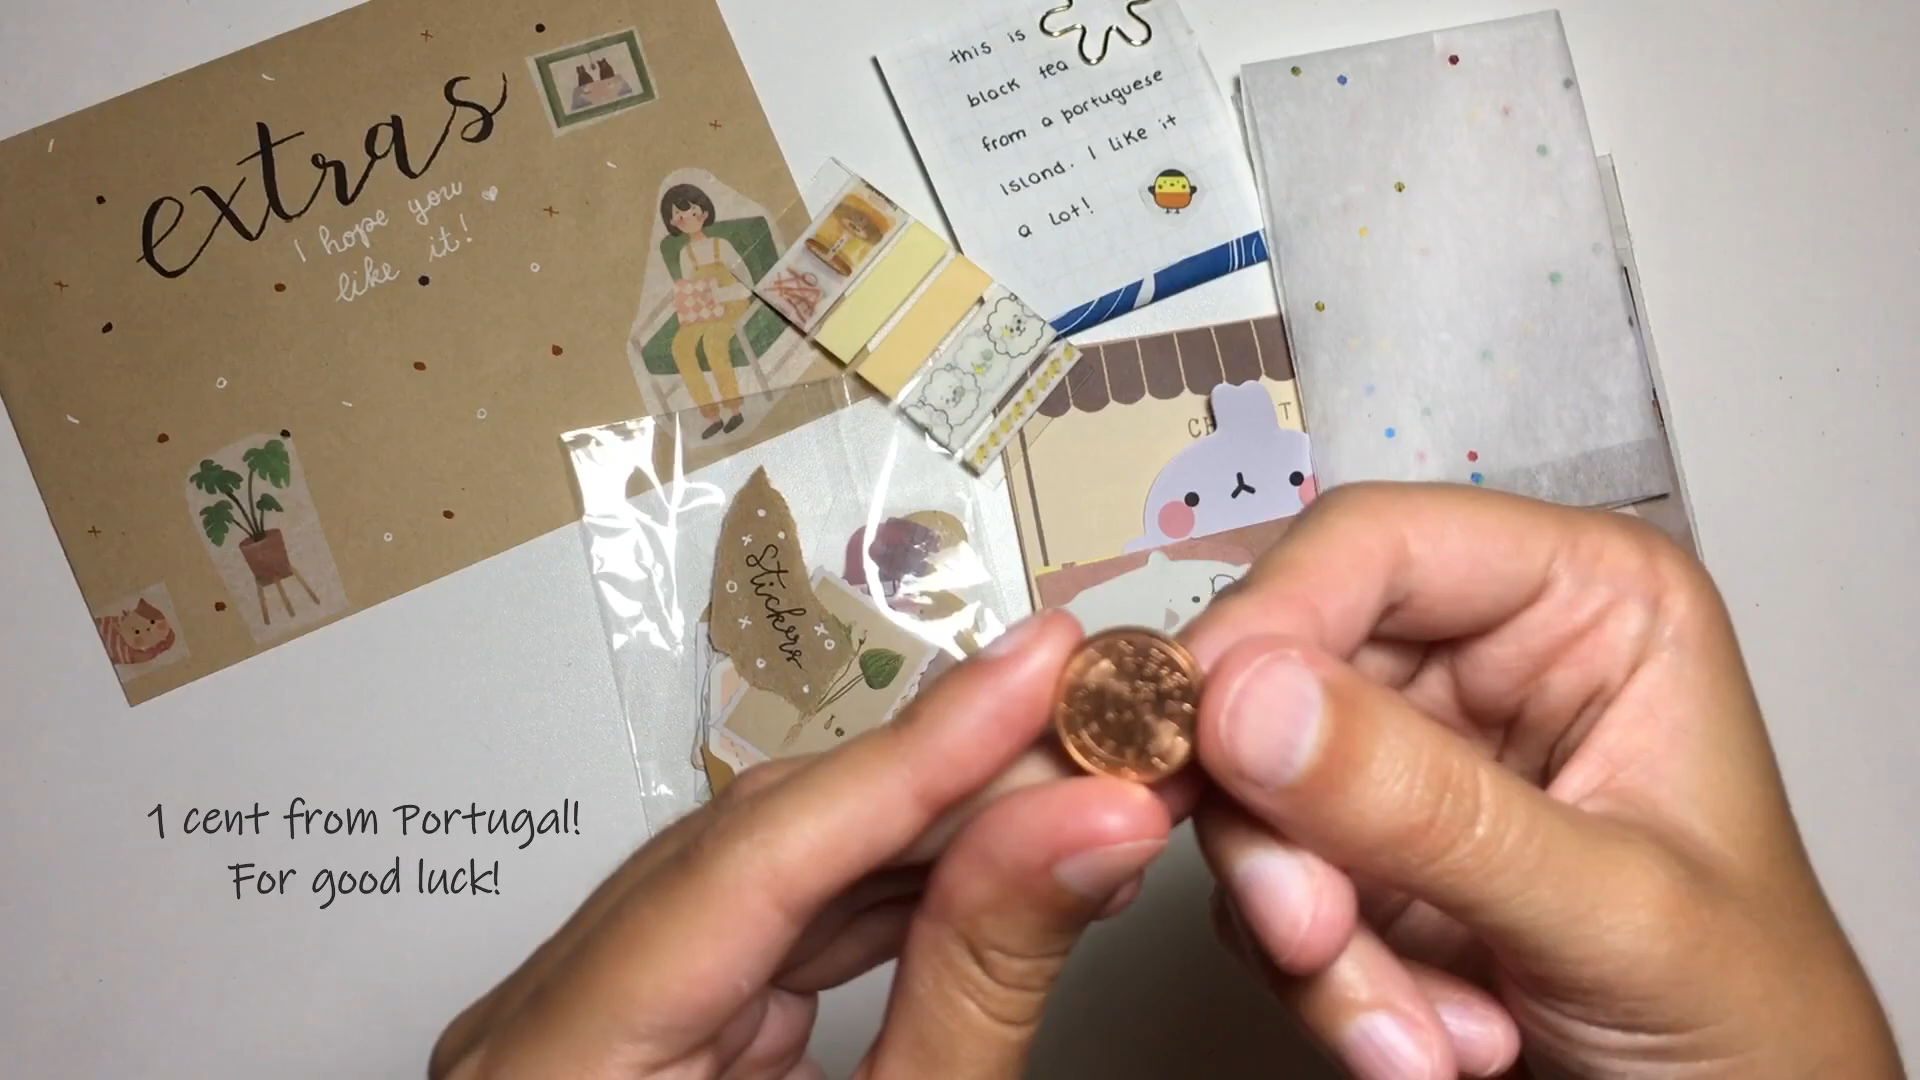 extras
I hope you
like it!
this is
black tea
from a portuguese
island. I like it
a lot!
Stickers
1 cent from Portugal!
For good luck!